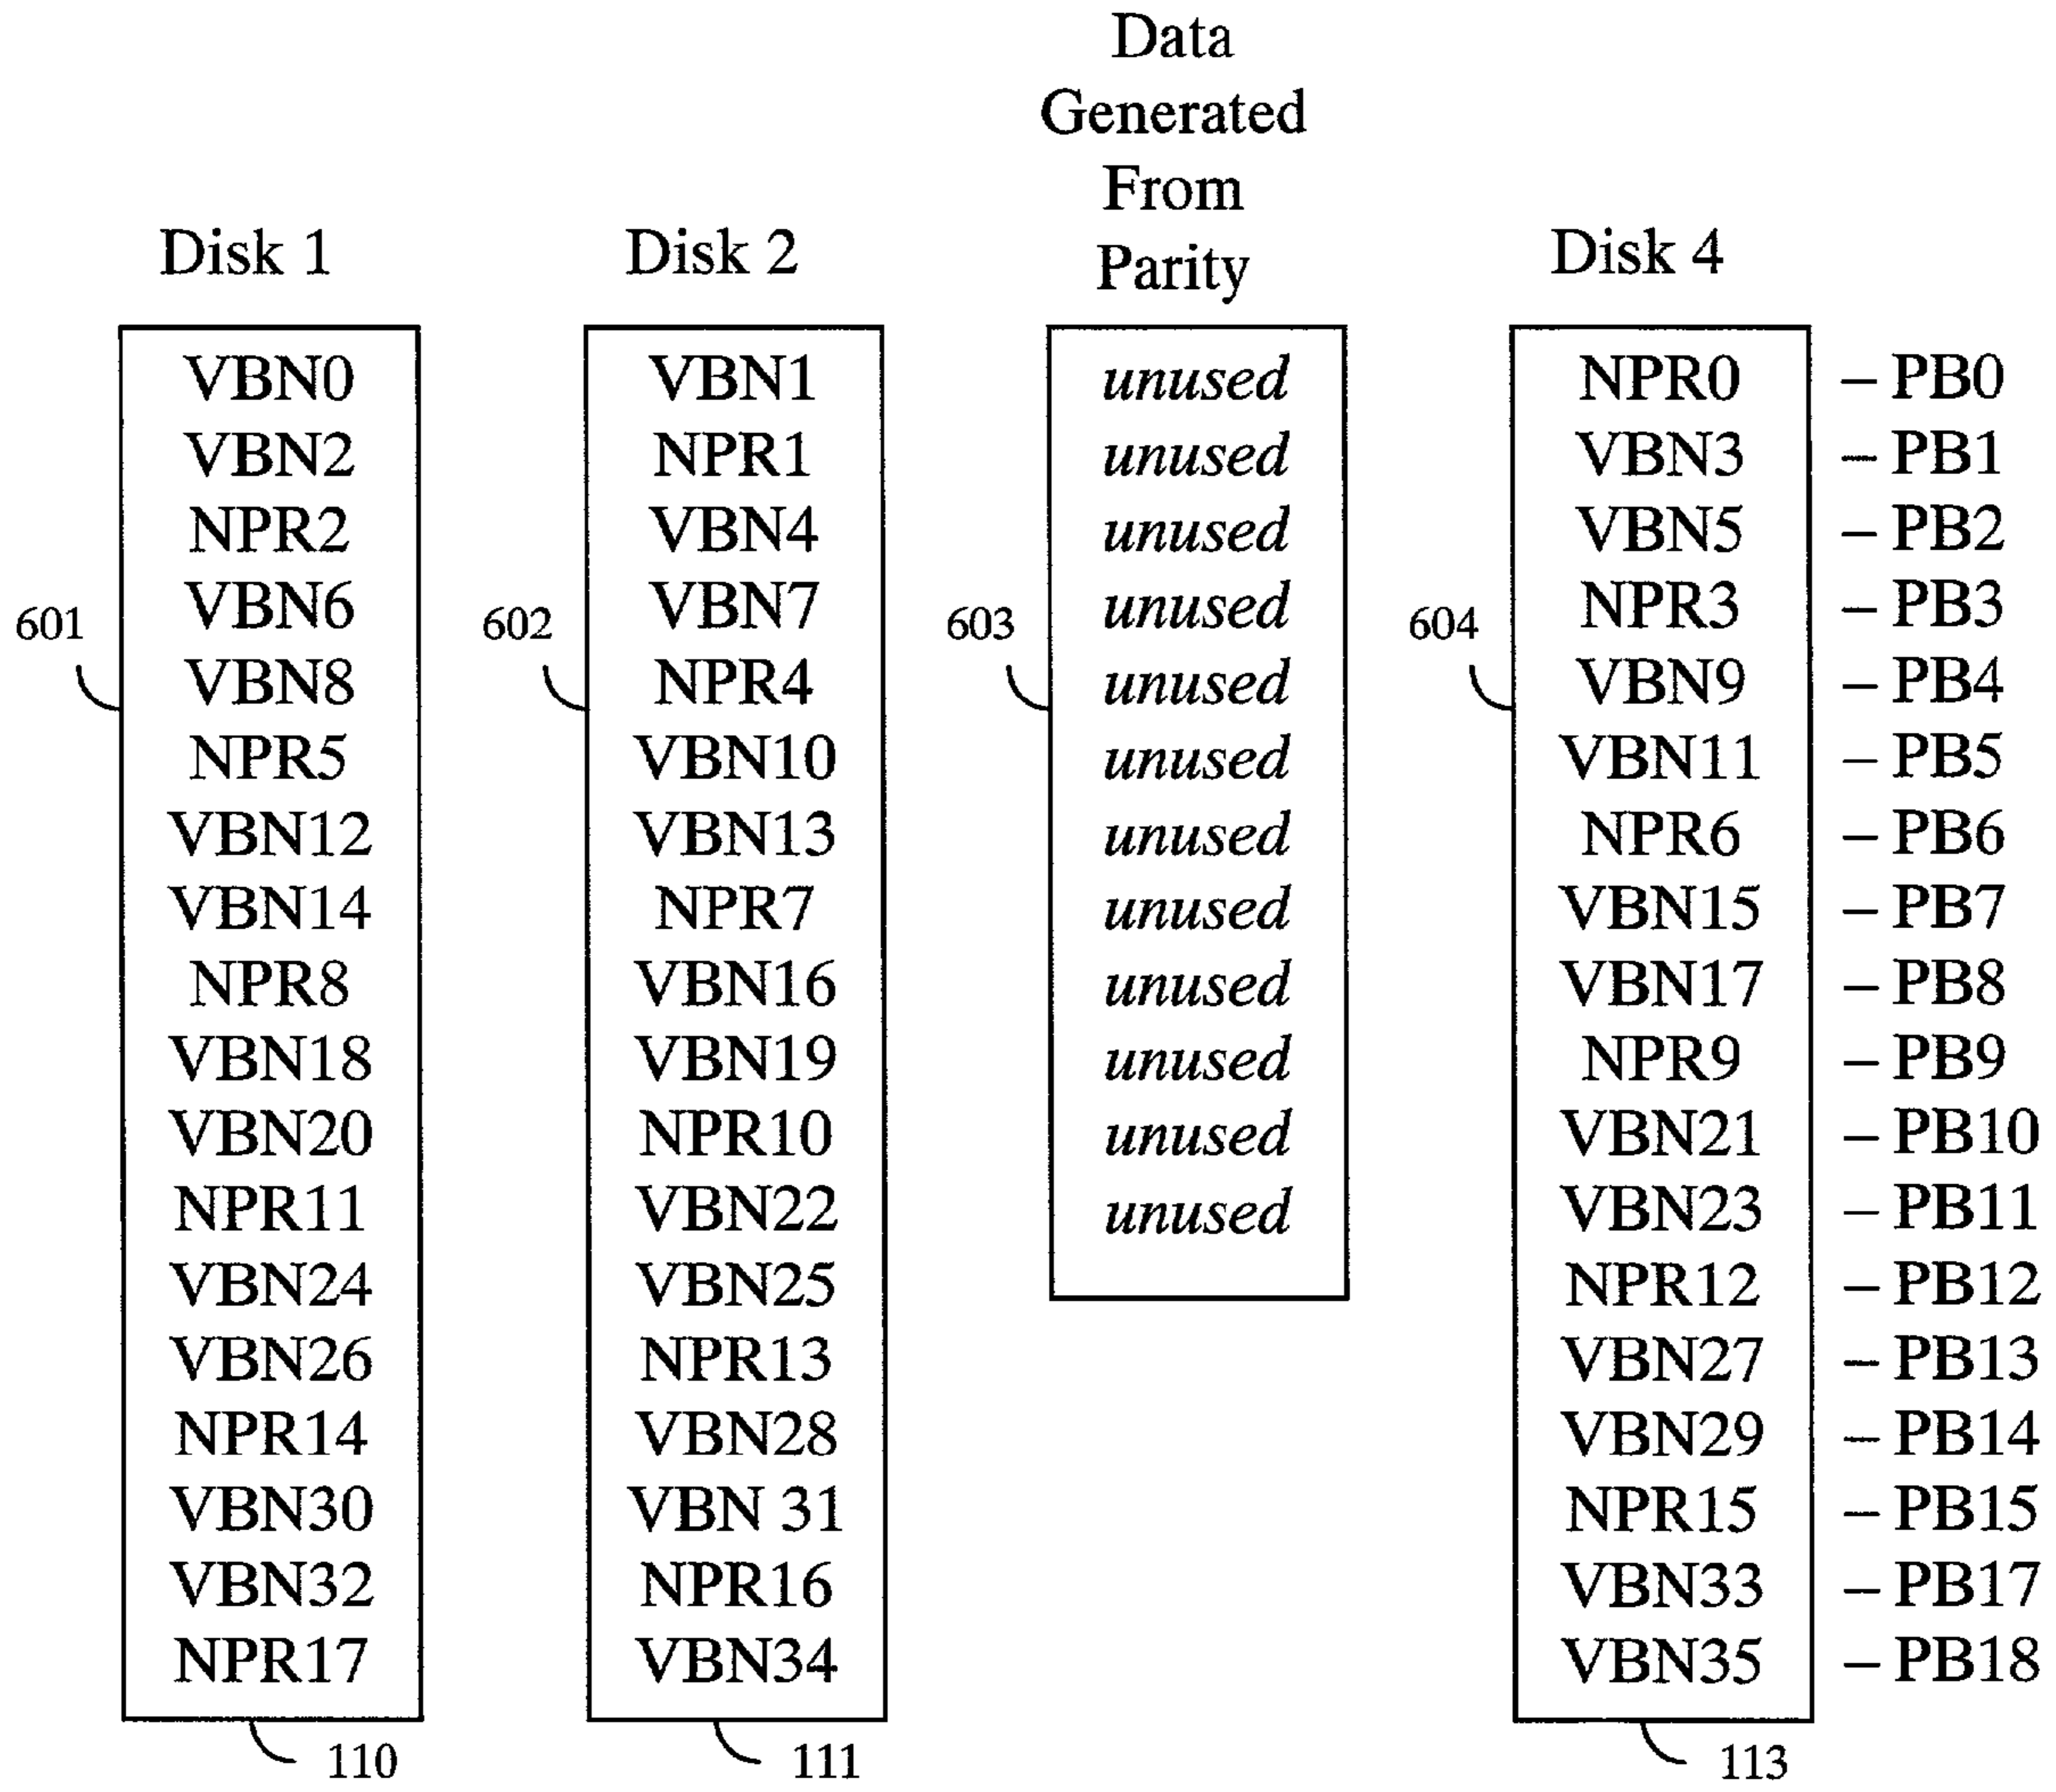 Data
Generated
From
Parity
Disk 1 Disk 2 Disk 4
VBN0 VBN1 unused NPR0 – PB0
VBN2 NPR1 unused VBN3 – PB1
NPR2 VBN4 unused VBN5 – PB2
VBN6 VBN7 unused NPR3 – PB3
601 602 603 604
VBN8 NPR4 unused VBN9 – PB4
NPR5 VBN10 unused VBN11 – PB5
VBN12 VBN13 unused NPR6 – PB6
VBN14 NPR7 unused VBN15 – PB7
NPR8 VBN16 unused VBN17 – PB8
VBN18 VBN19 unused NPR9 – PB9
VBN20 NPR10 unused VBN21 – PB10
NPR11 VBN22 unused VBN23 – PB11
VBN24 VBN25 NPR12 – PB12
VBN26 NPR13 VBN27 – PB13
NPR14 VBN28 VBN29 – PB14
VBN30 VBN 31 NPR15 – PB15
VBN32 NPR16 VBN33 – PB17
NPR17 VBN34 VBN35 – PB18
110 111 113